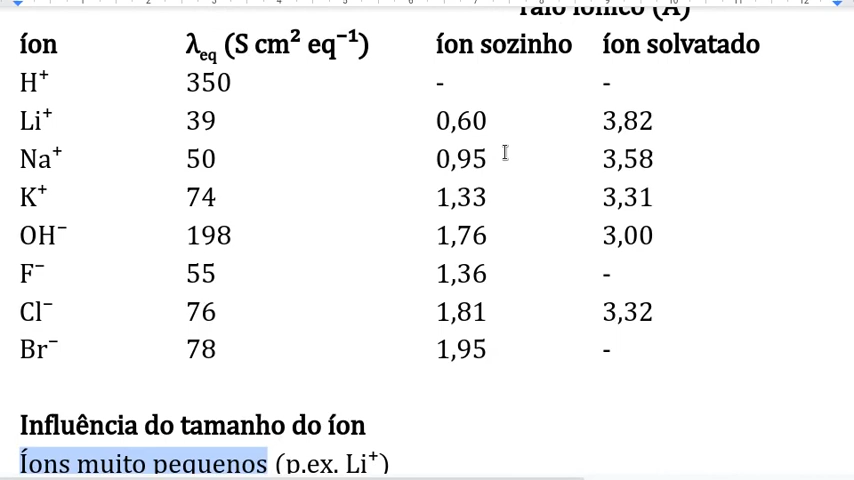 raio iônico (Å)
íon λeq (S cm² eq⁻¹) íon sozinho íon solvatado
H⁺ 350 - -
Li⁺ 39 0,60 3,82
Na⁺ 50 0,95 3,58
K⁺ 74 1,33 3,31
OH⁻ 198 1,76 3,00
F⁻ 55 1,36 -
Cl⁻ 76 1,81 3,32
Br⁻ 78 1,95 -
Influência do tamanho do íon
Íons muito pequenos (p.ex. Li⁺)